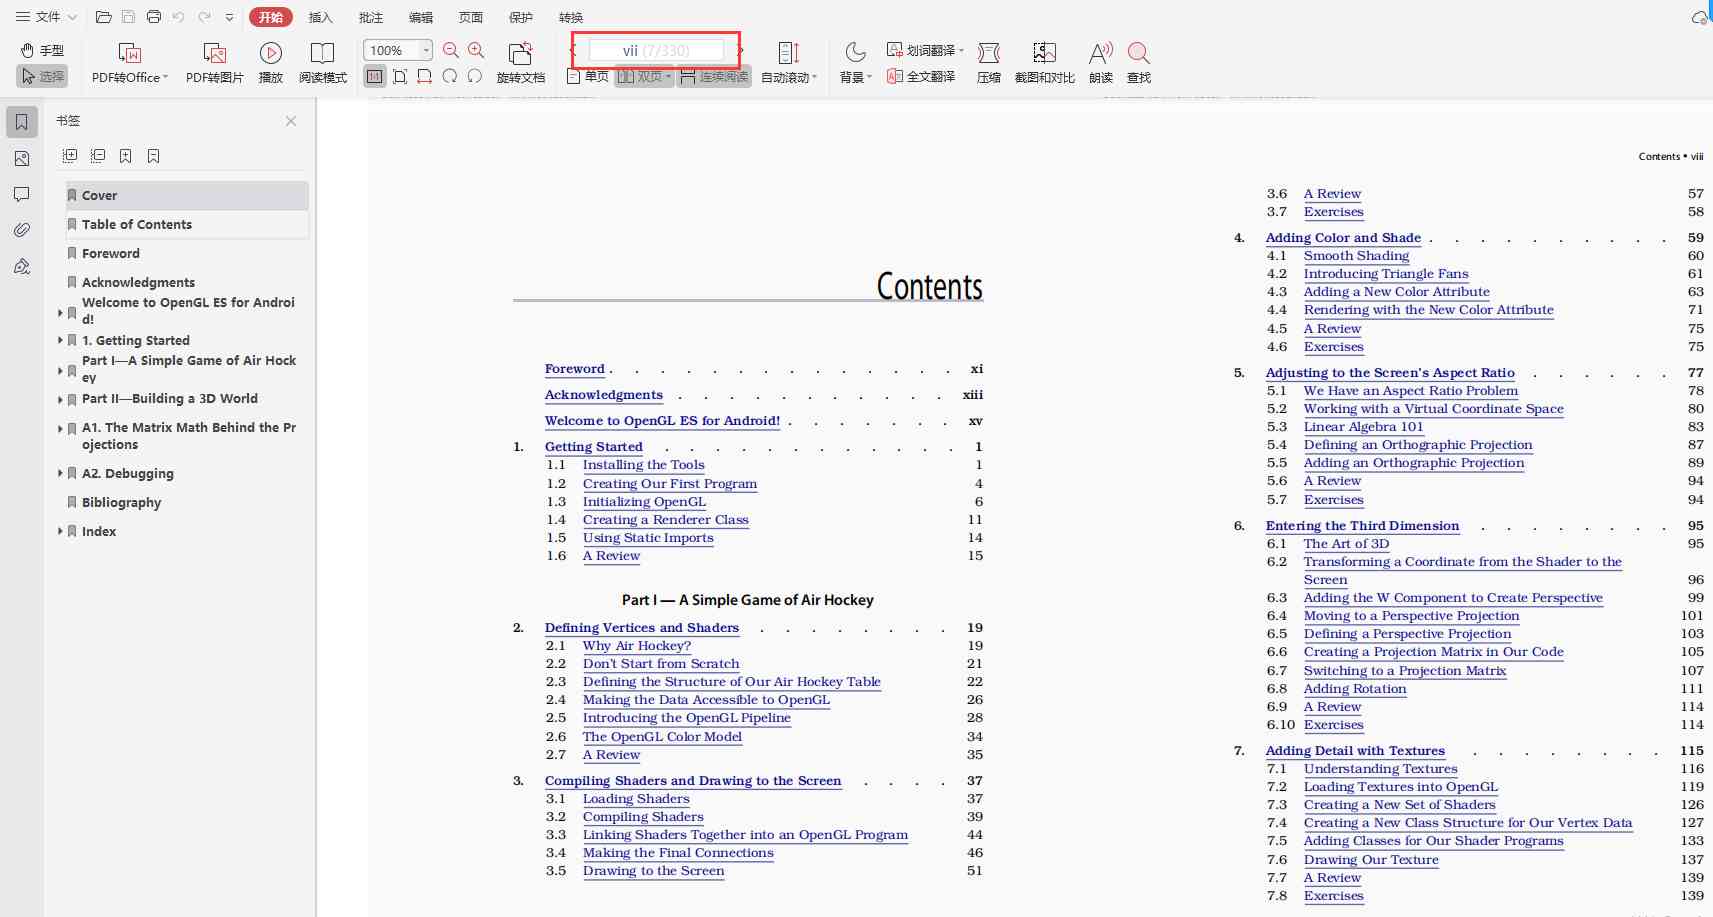 文件
开始 插入 批注 编辑 页面 保护 转换
手型
选择
PDF转Office
PDF转图片
播放
阅读模式
100%
1:1
旋转文档
vii (7/330)
单页 双页 连续阅读
自动滚动
背景
划词翻译
全文翻译
压缩
截图和对比
朗读
查找
书签
Cover
Table of Contents
Foreword
Acknowledgments
Welcome to OpenGL ES for Androi
d!
1. Getting Started
Part I—A Simple Game of Air Hock
ey
Part II—Building a 3D World
A1. The Matrix Math Behind the Pr
ojections
A2. Debugging
Bibliography
Index
Contents
Foreword . . . . . . . . . . . . . xi
Acknowledgments . . . . . . . . . . . xiii
Welcome to OpenGL ES for Android! . . . . . . . xv
1. Getting Started . . . . . . . . . . . . 1
1.1 Installing the Tools 1
1.2 Creating Our First Program 4
1.3 Initializing OpenGL 6
1.4 Creating a Renderer Class 11
1.5 Using Static Imports 14
1.6 A Review 15
Part I — A Simple Game of Air Hockey
2. Defining Vertices and Shaders . . . . . . . . 19
2.1 Why Air Hockey? 19
2.2 Don't Start from Scratch 21
2.3 Defining the Structure of Our Air Hockey Table 22
2.4 Making the Data Accessible to OpenGL 26
2.5 Introducing the OpenGL Pipeline 28
2.6 The OpenGL Color Model 34
2.7 A Review 35
3. Compiling Shaders and Drawing to the Screen . . . . 37
3.1 Loading Shaders 37
3.2 Compiling Shaders 39
3.3 Linking Shaders Together into an OpenGL Program 44
3.4 Making the Final Connections 46
3.5 Drawing to the Screen 51
Contents • viii
3.6 A Review 57
3.7 Exercises 58
4. Adding Color and Shade . . . . . . . . . . 59
4.1 Smooth Shading 60
4.2 Introducing Triangle Fans 61
4.3 Adding a New Color Attribute 63
4.4 Rendering with the New Color Attribute 71
4.5 A Review 75
4.6 Exercises 75
5. Adjusting to the Screen's Aspect Ratio . . . . . . 77
5.1 We Have an Aspect Ratio Problem 78
5.2 Working with a Virtual Coordinate Space 80
5.3 Linear Algebra 101 83
5.4 Defining an Orthographic Projection 87
5.5 Adding an Orthographic Projection 89
5.6 A Review 94
5.7 Exercises 94
6. Entering the Third Dimension . . . . . . . . 95
6.1 The Art of 3D 95
6.2 Transforming a Coordinate from the Shader to the
Screen 96
6.3 Adding the W Component to Create Perspective 99
6.4 Moving to a Perspective Projection 101
6.5 Defining a Perspective Projection 103
6.6 Creating a Projection Matrix in Our Code 105
6.7 Switching to a Projection Matrix 107
6.8 Adding Rotation 111
6.9 A Review 114
6.10 Exercises 114
7. Adding Detail with Textures . . . . . . . . 115
7.1 Understanding Textures 116
7.2 Loading Textures into OpenGL 119
7.3 Creating a New Set of Shaders 126
7.4 Creating a New Class Structure for Our Vertex Data 127
7.5 Adding Classes for Our Shader Programs 133
7.6 Drawing Our Texture 137
7.7 A Review 139
7.8 Exercises 139